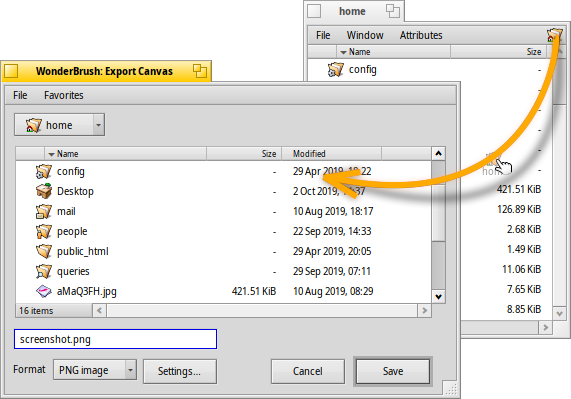 home
File Window Attributes
Name Size
config -
-
-
-
home -
421.51 KiB
126.89 KiB
2.68 KiB
1.49 KiB
11.06 KiB
7.65 KiB
8.85 KiB
WonderBrush: Export Canvas
File Favorites
home
Name Size Modified
config - 29 Apr 2019, 18:22
Desktop - 2 Oct 2019,
mail - 10 Aug 2019, 18:17
people - 22 Sep 2019, 14:33
public_html - 29 Apr 2019, 20:05
queries - 29 Sep 2019, 07:11
aMaQ3FH.jpg 421.51 KiB 10 Aug 2019, 08:29
16 items
screenshot.png
Format PNG image Settings... Cancel Save